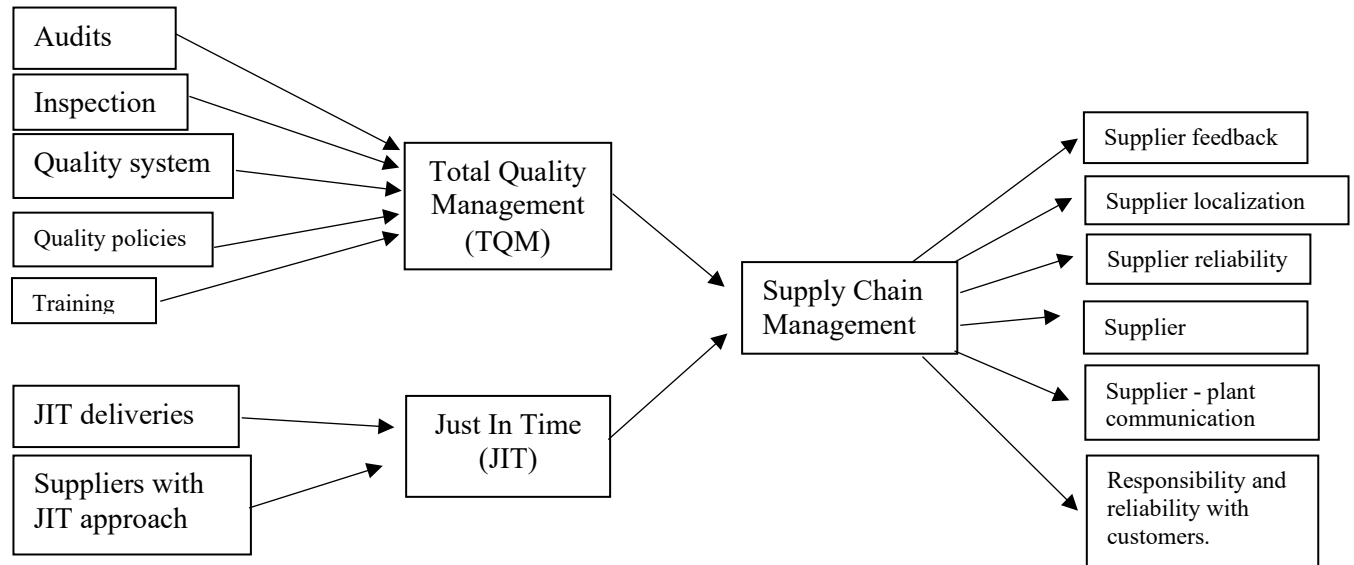 Audits
Inspection
Quality system
Quality policies
Training
JIT deliveries
Suppliers with
JIT approach
Total Quality
Management
(TQM)
Just In Time
(JIT)
Supply Chain
Management
Supplier feedback
Supplier localization
Supplier reliability
Supplier
Supplier - plant
communication
Responsibility and
reliability with
customers.